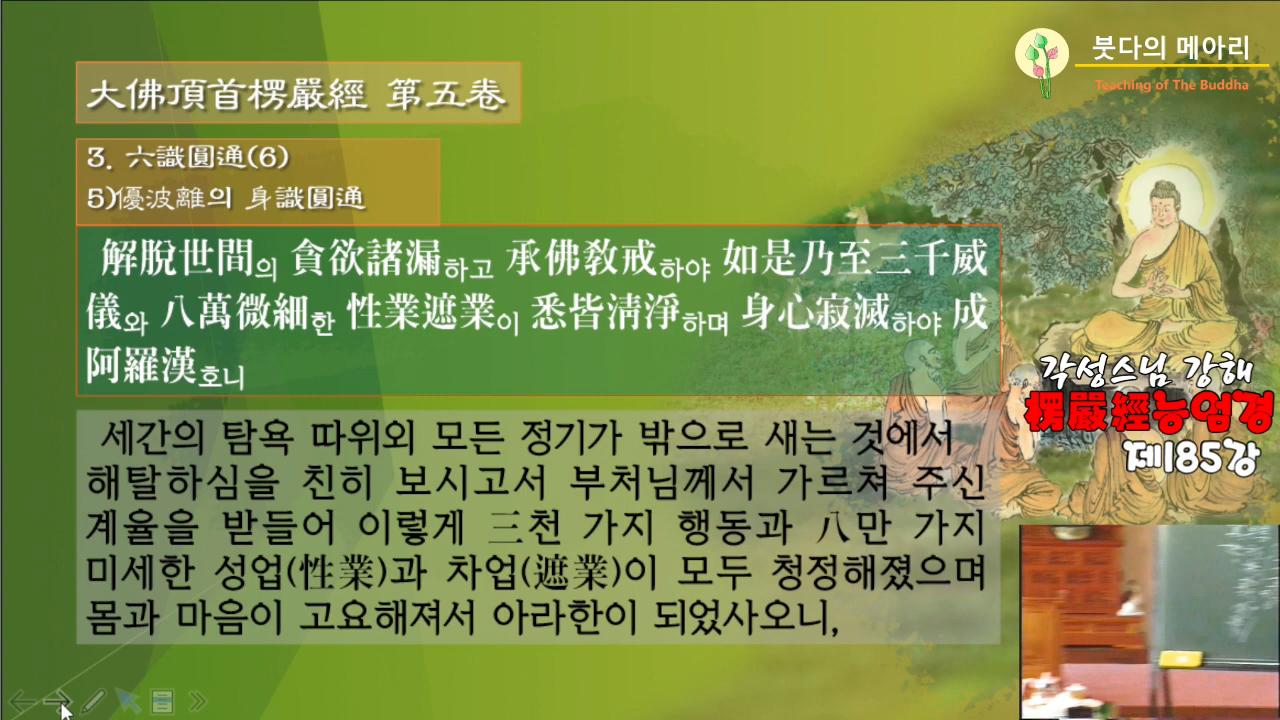 붓다의 메아리
Teaching of The Buddha
大佛頂首楞嚴經 第五卷
3. 六識圓通(6)
5)優波離의 身識圓通
解脫世間의 貪欲諸漏하고 承佛敎戒하야 如是乃至三千威
儀와 八萬微細한 性業遮業이 悉皆淸淨하며 身心寂滅하야 成
阿羅漢호니
세간의 탐욕 따위외 모든 정기가 밖으로 새는 것에서
해탈하심을 친히 보시고서 부처님께서 가르쳐 주신
계율을 받들어 이렇게 三천 가지 행동과 八만 가지
미세한 성업(性業)과 차업(遮業)이 모두 청정해졌으며
몸과 마음이 고요해져서 아라한이 되었사오니,
각성스님 강해
楞嚴經능엄경
제185강